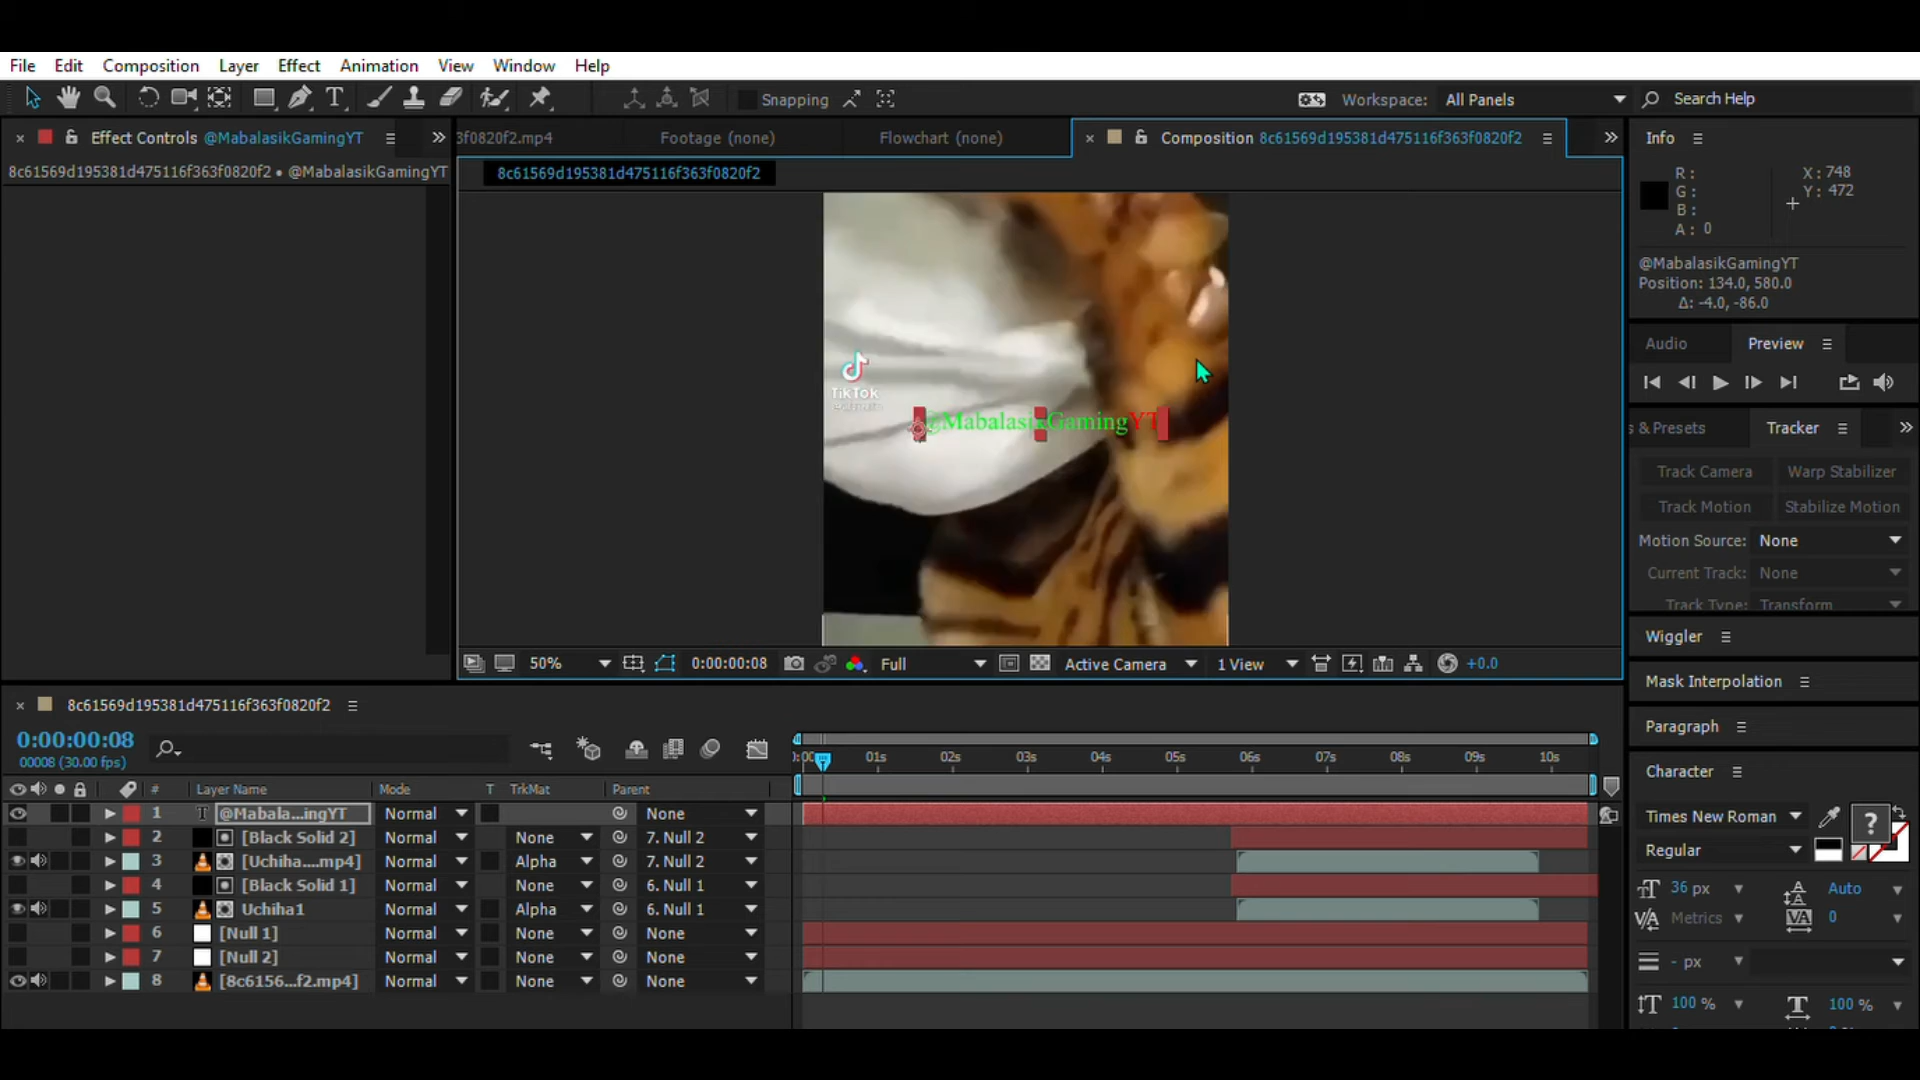 File Edit Composition Layer Effect Animation View Window Help
Snapping Workspace: All Panels Search Help
Effect Controls @MabalasikGamingYT 3f0820f2.mp4 Footage (none) Flowchart (none) Composition 8c61569d195381d475116f363f0820f2 Info
8c61569d195381d475116f363f0820f2 • @MabalasikGamingYT 8c61569d195381d475116f363f0820f2
R : X : 748
G : Y : 472
B :
A : 0
@MabalasikGamingYT
Position: 134.0, 580.0
Δ: -4.0, -86.0
Audio Preview
TikTok
@MabalasikGamingYT
s & Presets Tracker
Track Camera Warp Stabilizer
Track Motion Stabilize Motion
Motion Source: None
Current Track: None
Track Type: Transform
Wiggler
50% 0:00:00:08 Full Active Camera 1 View +0.0
Mask Interpolation
Paragraph
Character
Times New Roman
Regular
36 px Auto
Metrics 0
- px
100 % 100 %
8c61569d195381d475116f363f0820f2
0:00:00:08
00008 (30.00 fps)
):00 01s 02s 03s 04s 05s 06s 07s 08s 09s 10s
# Layer Name Mode T TrkMat Parent
1 T @Mabala...ingYT Normal None
2 [Black Solid 2] Normal None 7. Null 2
3 [Uchiha....mp4] Normal Alpha 7. Null 2
4 [Black Solid 1] Normal None 6. Null 1
5 Uchiha1 Normal Alpha 6. Null 1
6 [Null 1] Normal None None
7 [Null 2] Normal None None
8 [8c6156...f2.mp4] Normal None None